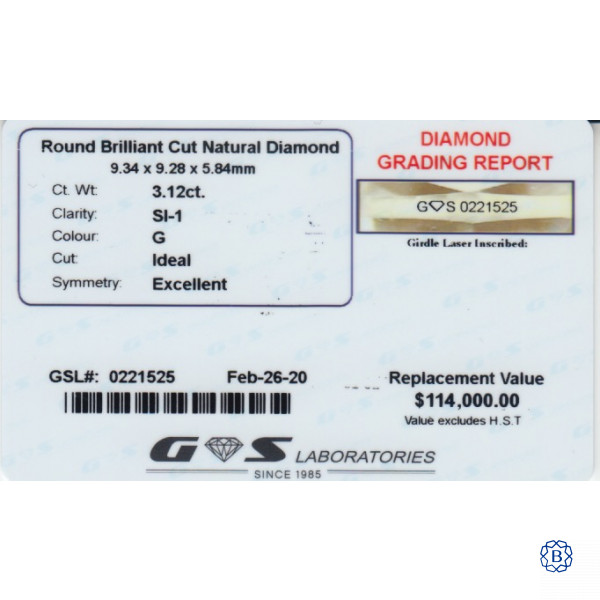 Round Brilliant Cut Natural Diamond
9.34 x 9.28 x 5.84mm
Ct. Wt: 3.12ct.
Clarity: SI-1
Colour: G
Cut: Ideal
Symmetry: Excellent
DIAMOND
GRADING REPORT
G S 0221525
Girdle Laser Inscribed:
GSL#: 0221525 Feb-26-20
Replacement Value
$114,000.00
Value excludes H.S.T
G S LABORATORIES
SINCE 1985
B